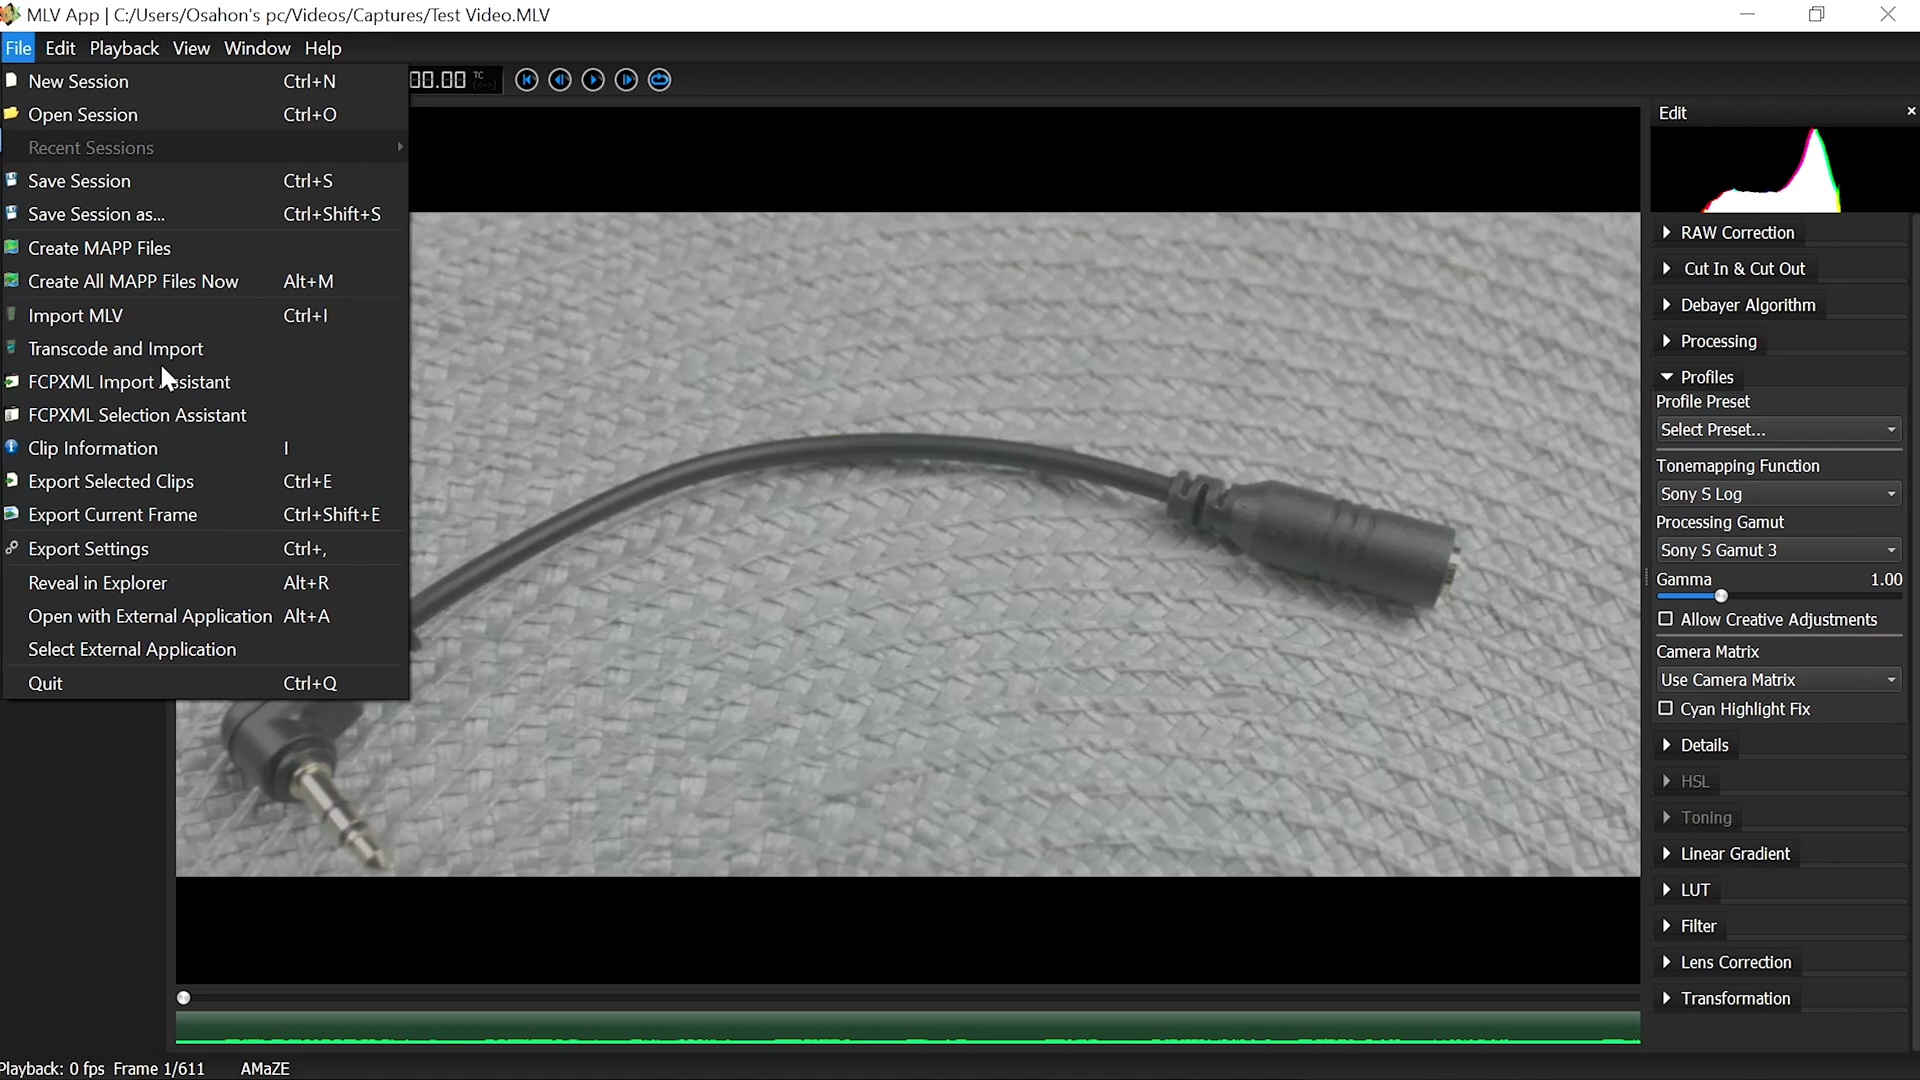 MLV App | C:/Users/Osahon's pc/Videos/Captures/Test Video.MLV
File Edit Playback View Window Help
00.00 TC
New Session Ctrl+N
Open Session Ctrl+O
Recent Sessions
Save Session Ctrl+S
Save Session as... Ctrl+Shift+S
Create MAPP Files
Create All MAPP Files Now Alt+M
Import MLV Ctrl+I
Transcode and Import
FCPXML Import Assistant
FCPXML Selection Assistant
Clip Information I
Export Selected Clips Ctrl+E
Export Current Frame Ctrl+Shift+E
Export Settings Ctrl+,
Reveal in Explorer Alt+R
Open with External Application Alt+A
Select External Application
Quit Ctrl+Q
Edit
RAW Correction
Cut In & Cut Out
Debayer Algorithm
Processing
Profiles
Profile Preset
Select Preset...
Tonemapping Function
Sony S Log
Processing Gamut
Sony S Gamut 3
Gamma 1.00
Allow Creative Adjustments
Camera Matrix
Use Camera Matrix
Cyan Highlight Fix
Details
HSL
Toning
Linear Gradient
LUT
Filter
Lens Correction
Transformation
Playback: 0 fps Frame 1/611 AMaZE